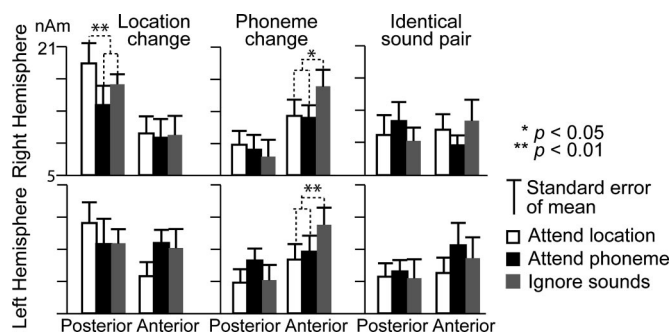 nAm
Location
change
Phoneme
change
Identical
sound pair
21
**
*
Right Hemisphere
5
* p < 0.05
** p < 0.01
Standard error
of mean
Left Hemisphere
**
Attend location
Attend phoneme
Ignore sounds
Posterior Anterior
Posterior Anterior
Posterior Anterior